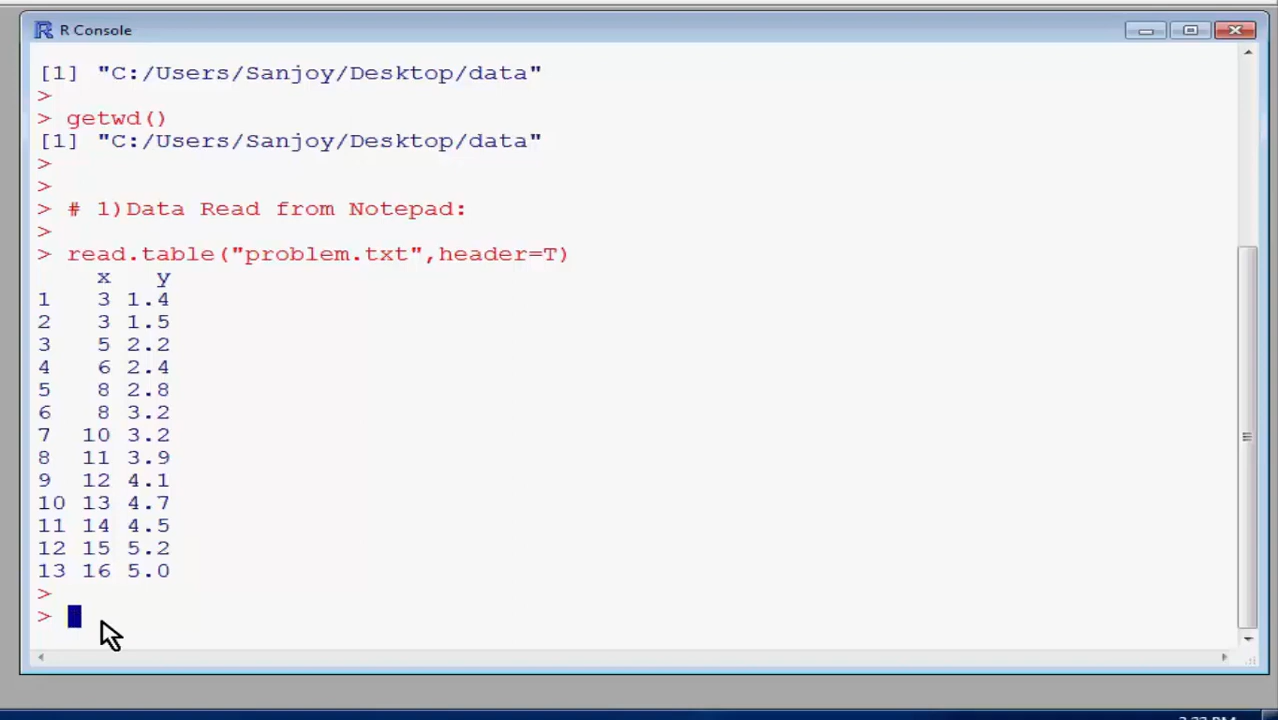 R Console
[1] "C:/Users/Sanjoy/Desktop/data"
>
> getwd()
[1] "C:/Users/Sanjoy/Desktop/data"
>
>
> # 1)Data Read from Notepad:
>
> read.table("problem.txt",header=T)
x y
1 3 1.4
2 3 1.5
3 5 2.2
4 6 2.4
5 8 2.8
6 8 3.2
7 10 3.2
8 11 3.9
9 12 4.1
10 13 4.7
11 14 4.5
12 15 5.2
13 16 5.0
>
>